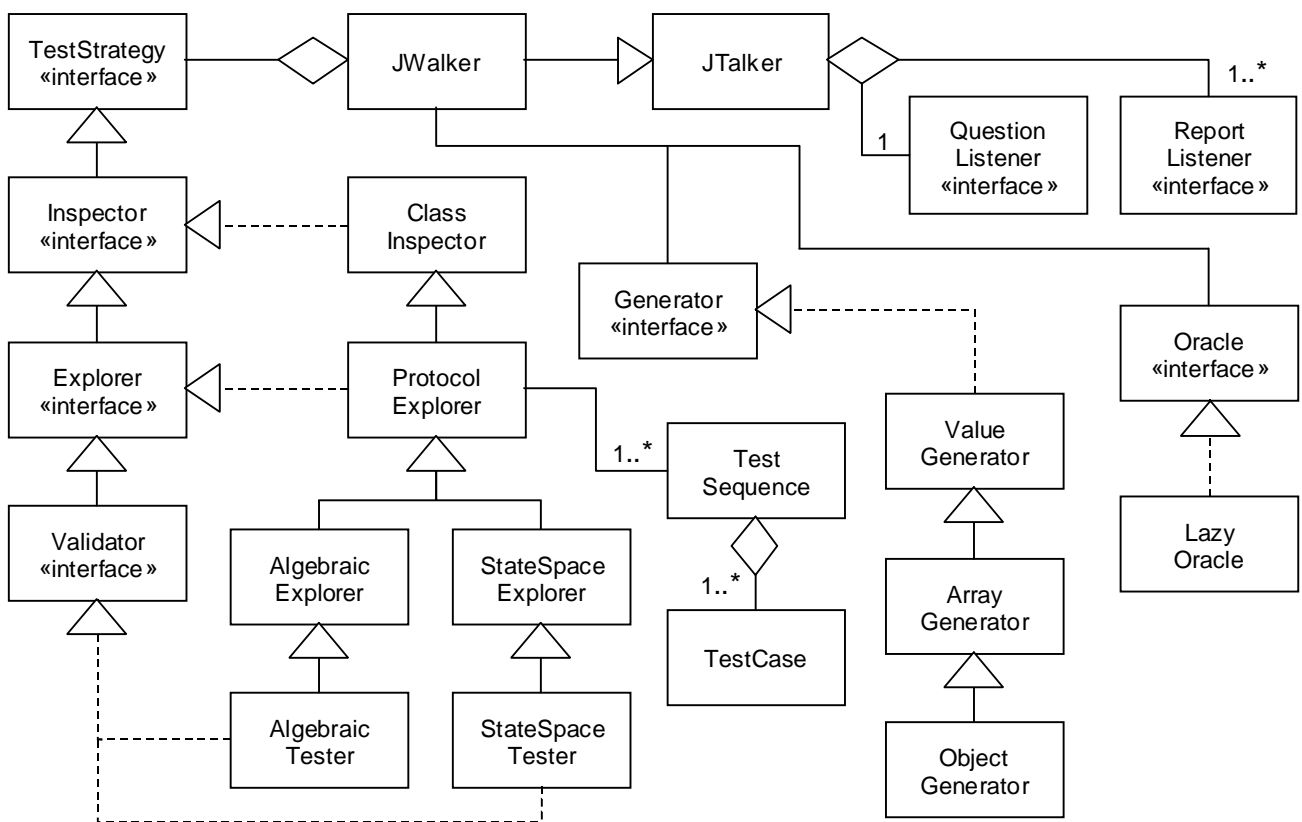 TestStrategy
«interface»
JWalker
JTalker
1..*
1
Question
Listener
«interface»
Report
Listener
«interface»
Inspector
«interface»
Class
Inspector
Generator
«interface»
Oracle
«interface»
Explorer
«interface»
Protocol
Explorer
1..*
Test
Sequence
Value
Generator
Validator
«interface»
Algebraic
Explorer
StateSpace
Explorer
1..*
TestCase
Array
Generator
Lazy
Oracle
Algebraic
Tester
StateSpace
Tester
Object
Generator